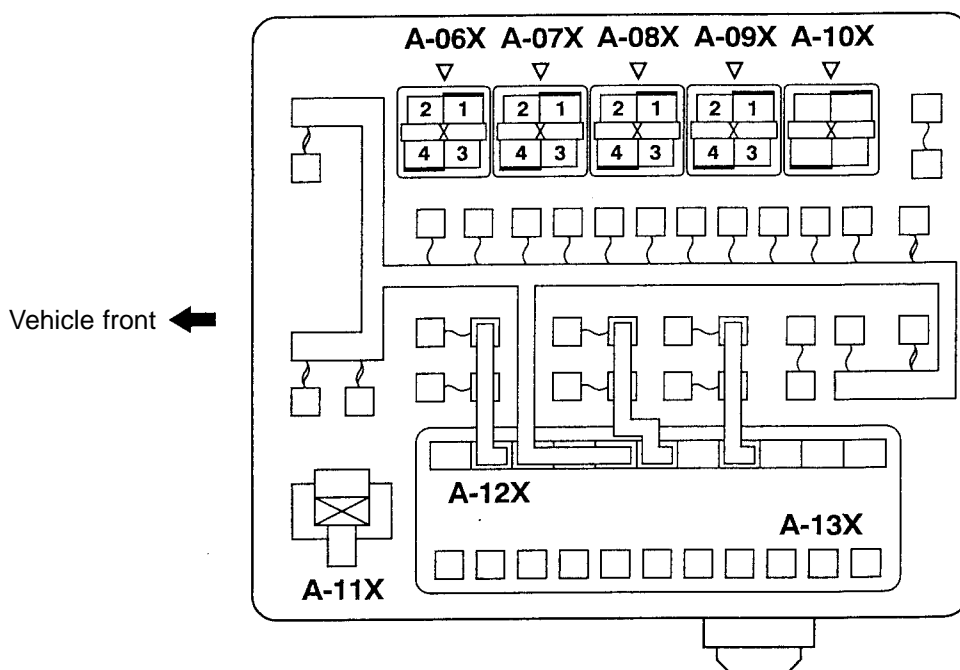 A-06X A-07X A-08X A-09X A-10X
2 1 2 1 2 1 2 1
4 3 4 3 4 3 4 3
Vehicle front
A-12X
A-13X
A-11X